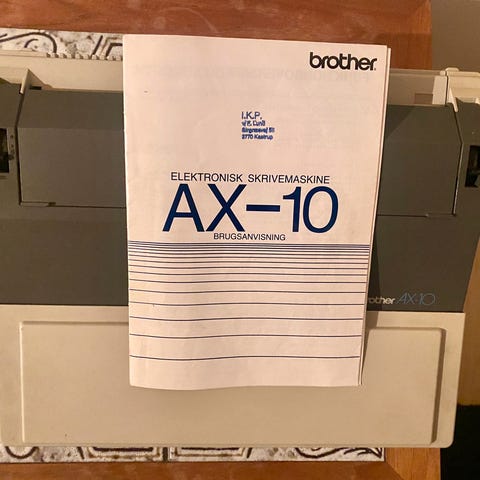 brother
I.K.P.
2770 Kastrup
ELEKTRONISK SKRIVEMASKINE
AX-10
BRUGSANVISNING
brother AX-10